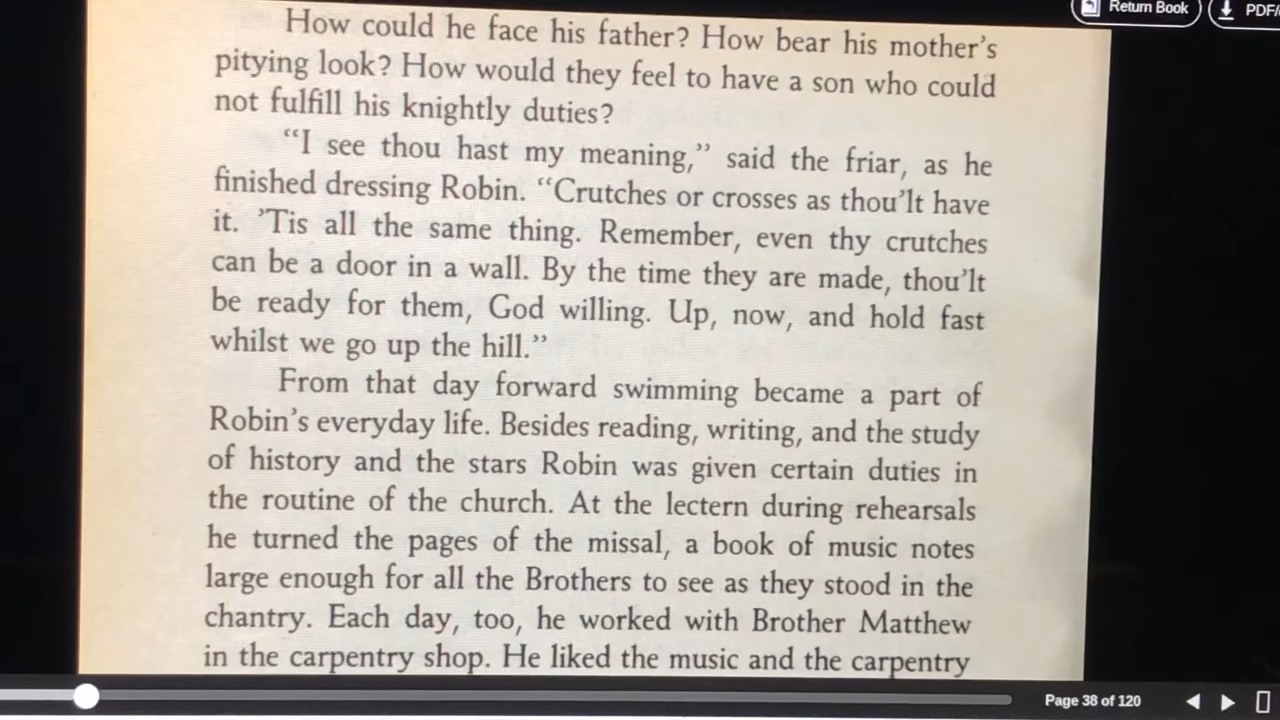 Return Book
PDF/
How could he face his father? How bear his mother's
pitying look? How would they feel to have a son who could
not fulfill his knightly duties?
“I see thou hast my meaning,” said the friar, as he
finished dressing Robin. “Crutches or crosses as thou’lt have
it. ’Tis all the same thing. Remember, even thy crutches
can be a door in a wall. By the time they are made, thou’lt
be ready for them, God willing. Up, now, and hold fast
whilst we go up the hill.”
From that day forward swimming became a part of
Robin’s everyday life. Besides reading, writing, and the study
of history and the stars Robin was given certain duties in
the routine of the church. At the lectern during rehearsals
he turned the pages of the missal, a book of music notes
large enough for all the Brothers to see as they stood in the
chantry. Each day, too, he worked with Brother Matthew
in the carpentry shop. He liked the music and the carpentry
Page 38 of 120